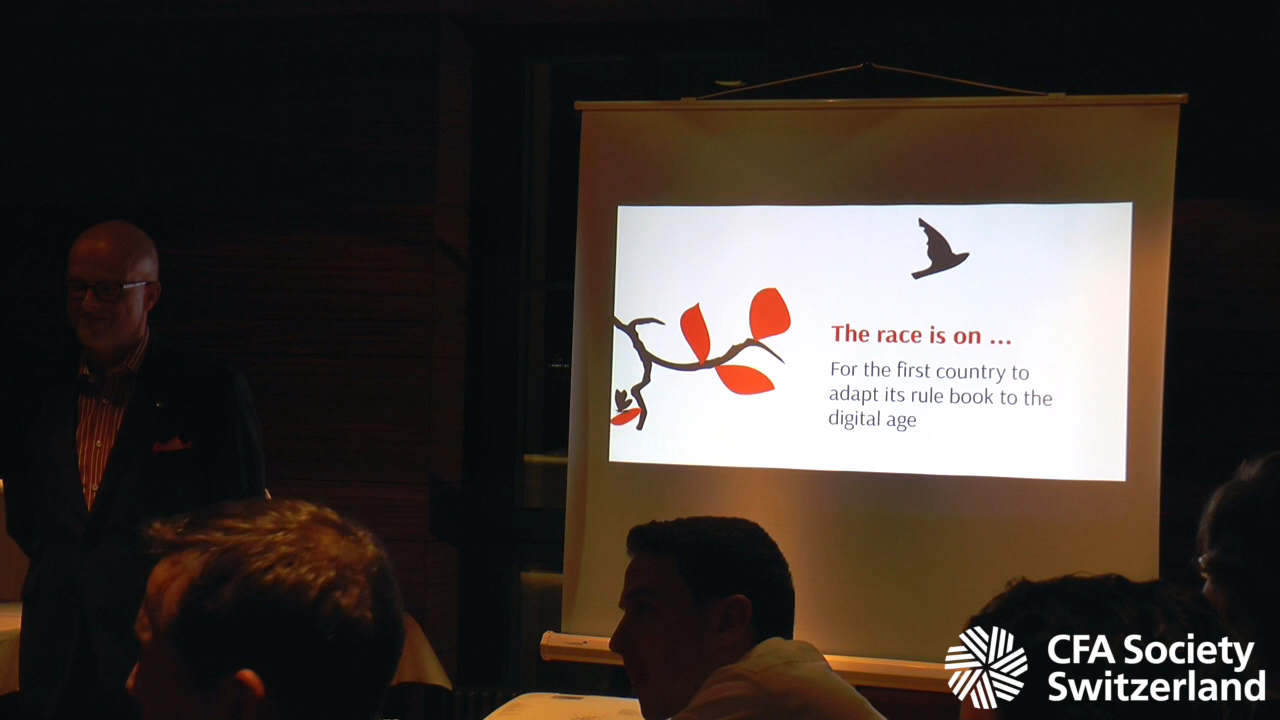 The race is on ...
For the first country to
adapt its rule book to the
digital age
CFA Society
Switzerland